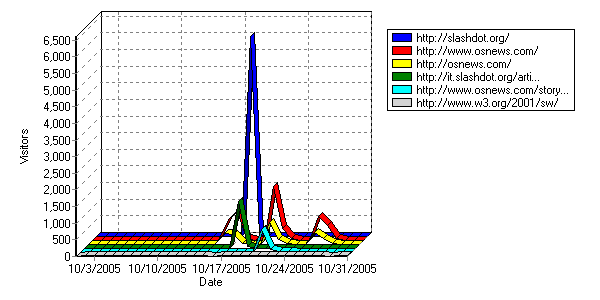 6,500
6,000
5,500
5,000
4,500
4,000
3,500
3,000
2,500
2,000
1,500
1,000
500
0
Visitors
10/3/2005 10/10/2005 10/17/2005 10/24/2005 10/31/2005
Date
http://slashdot.org/
http://www.osnews.com/
http://osnews.com/
http://it.slashdot.org/arti...
http://www.osnews.com/story...
http://www.w3.org/2001/sw/